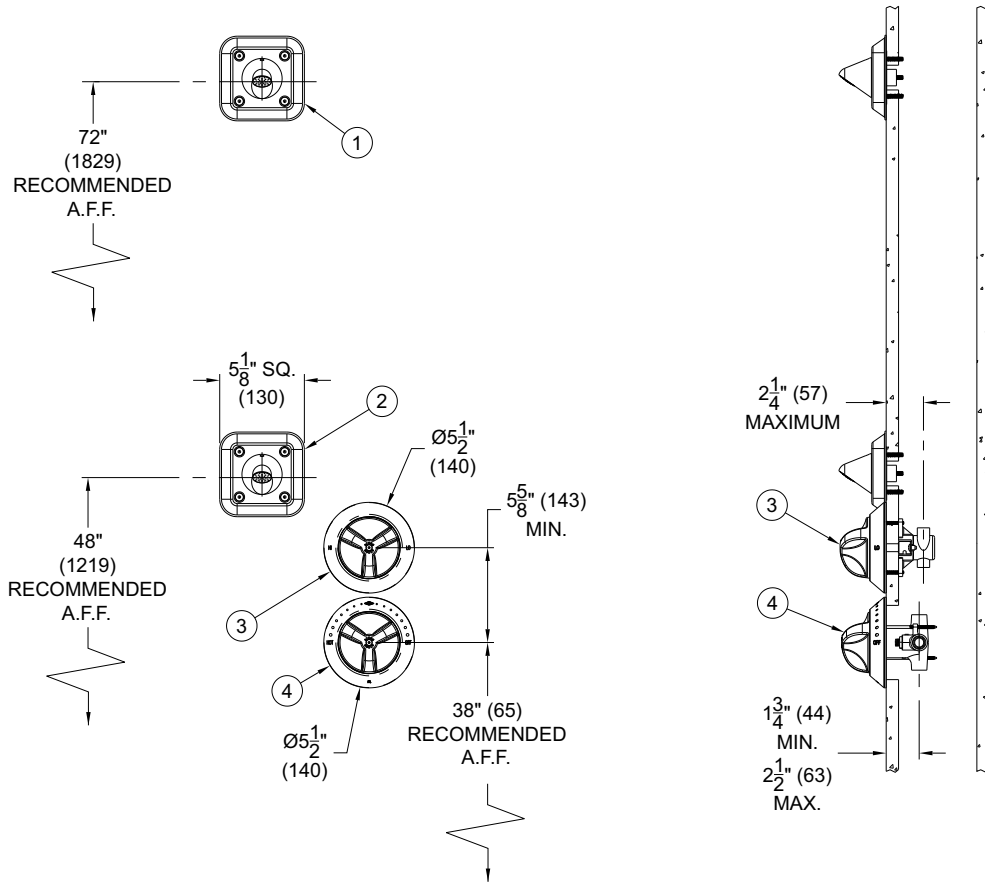 1
72"
(1829)
RECOMMENDED
A.F.F.
5 1/8" SQ.
(130)
2
Ø5 1/2"
(140)
5 5/8" (143)
MIN.
48"
(1219)
RECOMMENDED
A.F.F.
3
4
Ø5 1/2"
(140)
38" (65)
RECOMMENDED
A.F.F.
2 1/4" (57)
MAXIMUM
3
4
OFF
1 3/4" (44)
MIN.
2 1/2" (63)
MAX.